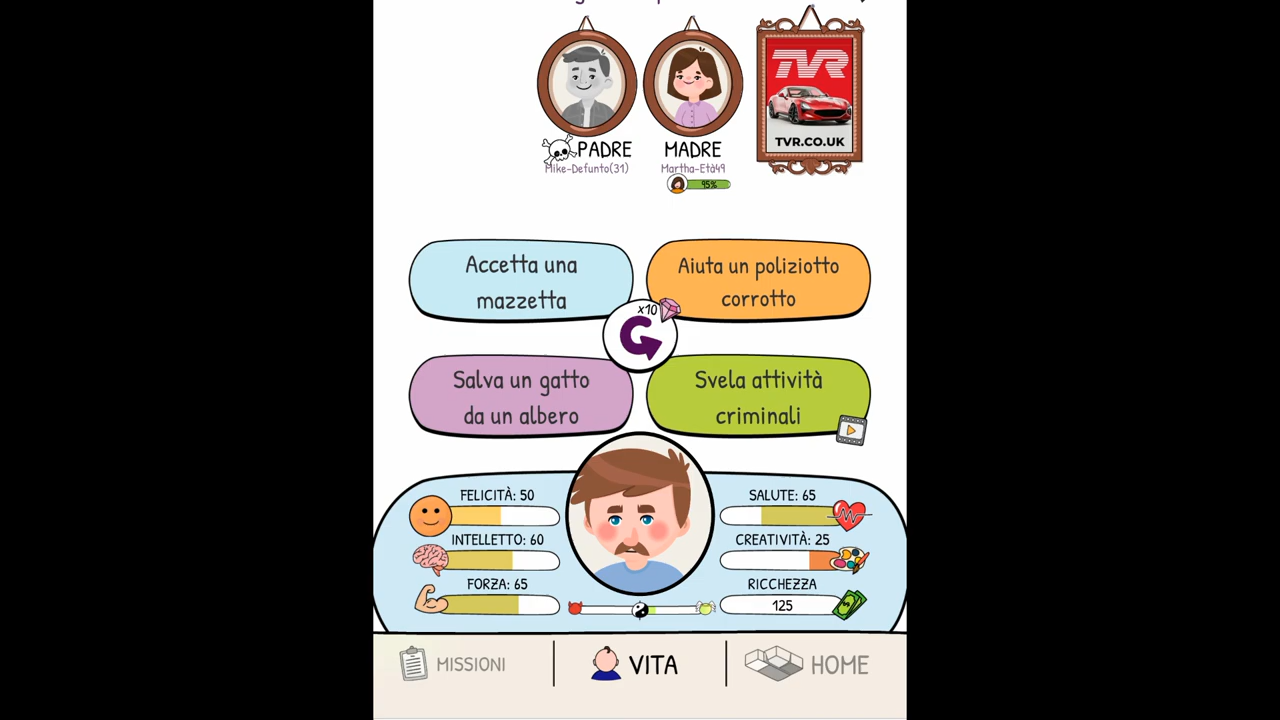 TVR
TVR.CO.UK
PADRE
MADRE
Mike-Defunto(31)
Martha-Età49
95%
Accetta una
mazzetta
Aiuta un poliziotto
corrotto
x10
Salva un gatto
da un albero
Svela attività
criminali
FELICITÀ: 50
SALUTE: 65
INTELLETTO: 60
CREATIVITÀ: 25
FORZA: 65
RICCHEZZA
125
MISSIONI
VITA
HOME